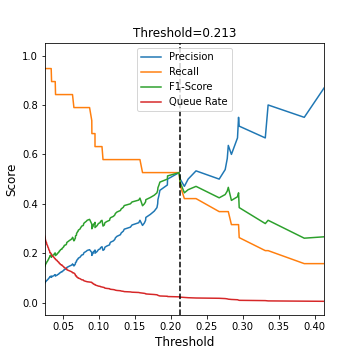 Threshold=0.213
Precision
Recall
F1-Score
Queue Rate
1.0
0.8
0.6
0.4
0.2
0.0
Score
0.05 0.10 0.15 0.20 0.25 0.30 0.35 0.40
Threshold